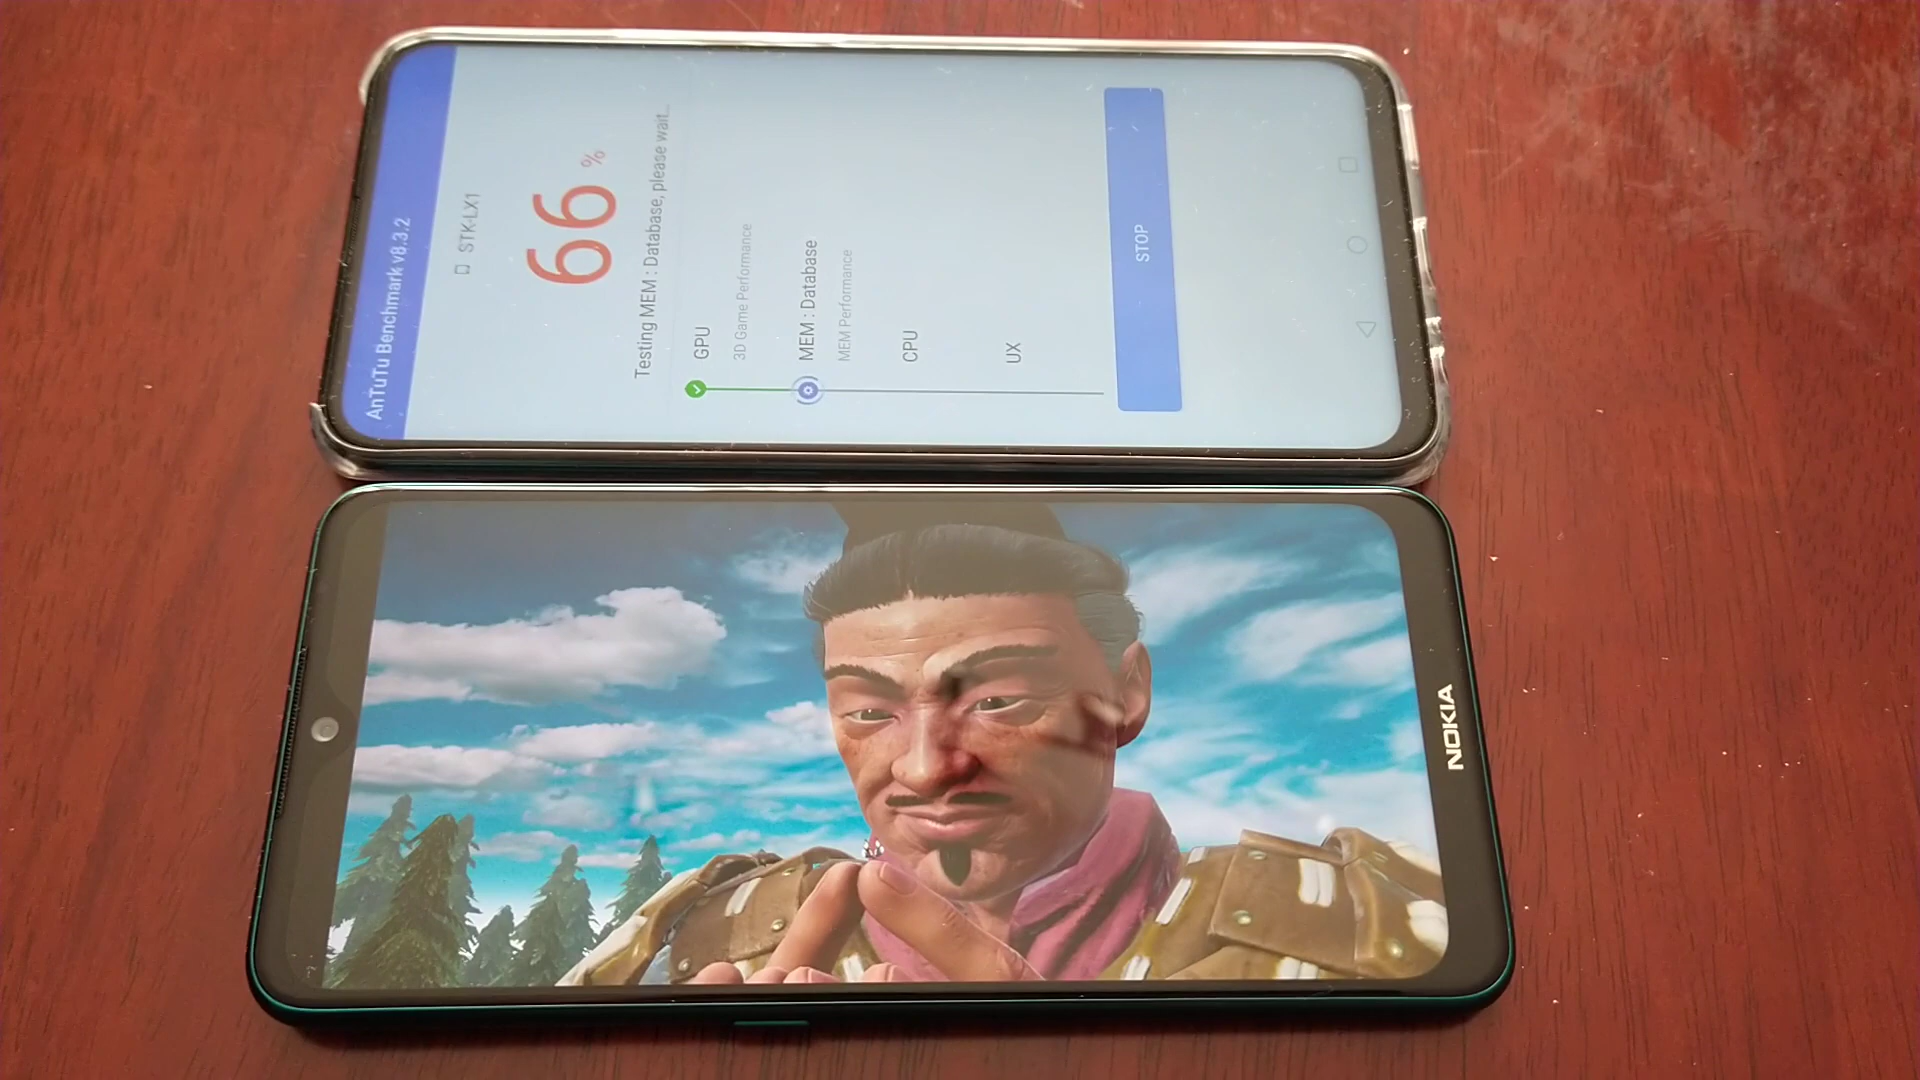 AnTuTu Benchmark v8.3.2
STK-LX1
66 %
Testing MEM : Database, please wait...
GPU
3D Game Performance
MEM : Database
MEM Performance
CPU
UX
STOP
NOKIA